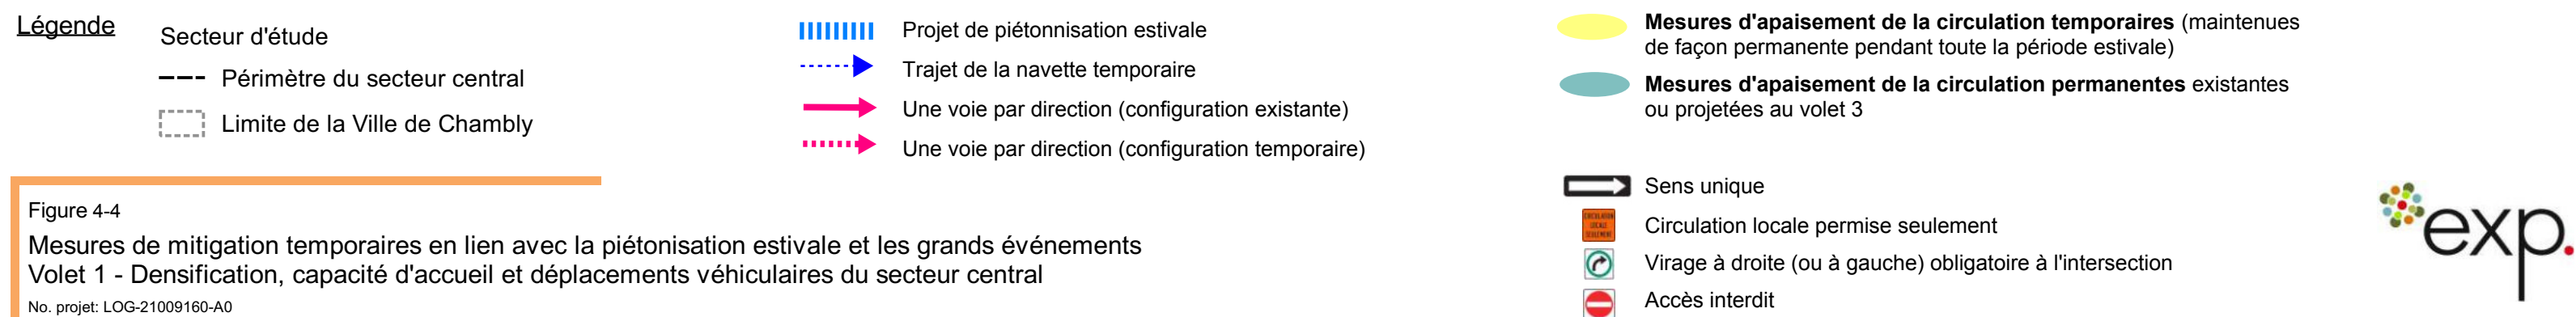 Légende
Secteur d'étude
Périmètre du secteur central
Limite de la Ville de Chambly
Projet de piétonnisation estivale
Trajet de la navette temporaire
Une voie par direction (configuration existante)
Une voie par direction (configuration temporaire)
Mesures d'apaisement de la circulation temporaires (maintenues
de façon permanente pendant toute la période estivale)
Mesures d'apaisement de la circulation permanentes existantes
ou projetées au volet 3
Sens unique
CIRCULATION
LOCALE
SEULEMENT
Circulation locale permise seulement
Virage à droite (ou à gauche) obligatoire à l'intersection
Accès interdit
Figure 4-4
Mesures de mitigation temporaires en lien avec la piétonisation estivale et les grands événements
Volet 1 - Densification, capacité d'accueil et déplacements véhiculaires du secteur central
No. projet: LOG-21009160-A0
exp.